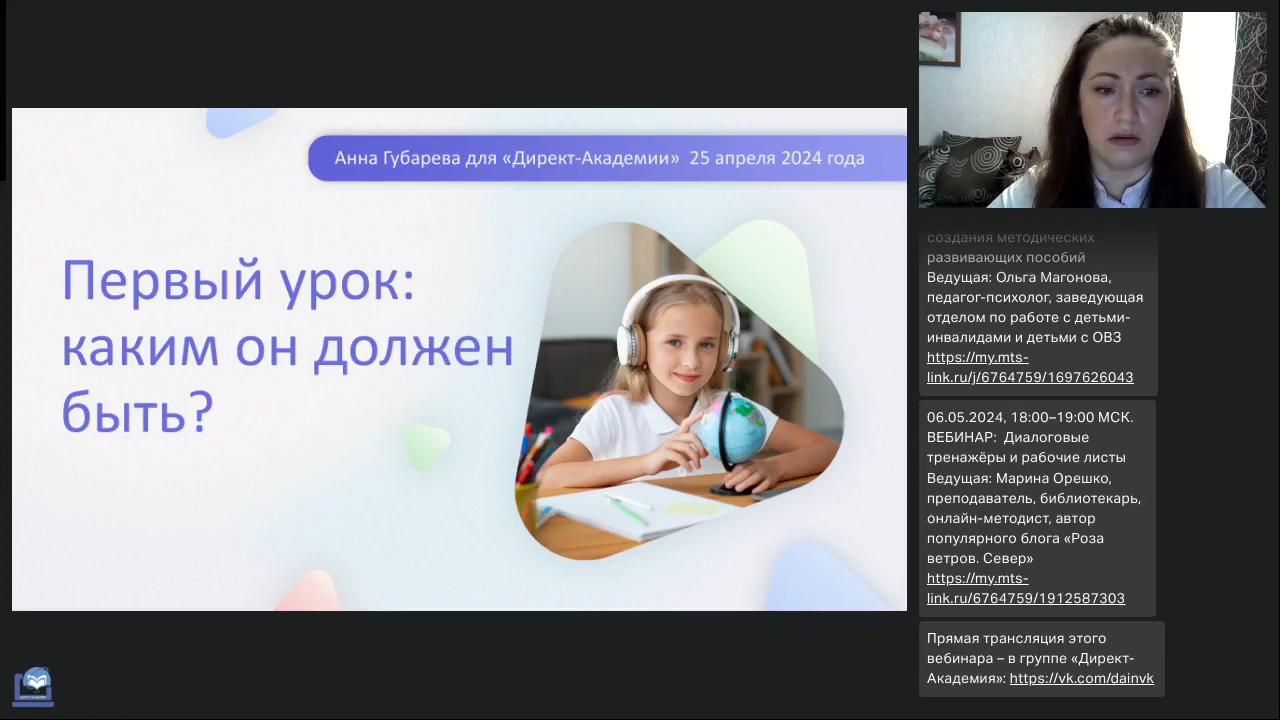 Анна Губарева для «Директ-Академии» 25 апреля 2024 года
Первый урок:
каким он должен
быть?
создания методических
развивающих пособий
Ведущая: Ольга Магонова,
педагог-психолог, заведующая
отделом по работе с детьми-
инвалидами и детьми с ОВЗ
https://my.mts-
link.ru/j/6764759/1697626043
06.05.2024, 18:00–19:00 МСК.
ВЕБИНАР: Диалоговые
тренажёры и рабочие листы
Ведущая: Марина Орешко,
преподаватель, библиотекарь,
онлайн-методист, автор
популярного блога «Роза
ветров. Север»
https://my.mts-
link.ru/6764759/1912587303
Прямая трансляция этого
вебинара – в группе «Директ-
Академия»: https://vk.com/dainvk